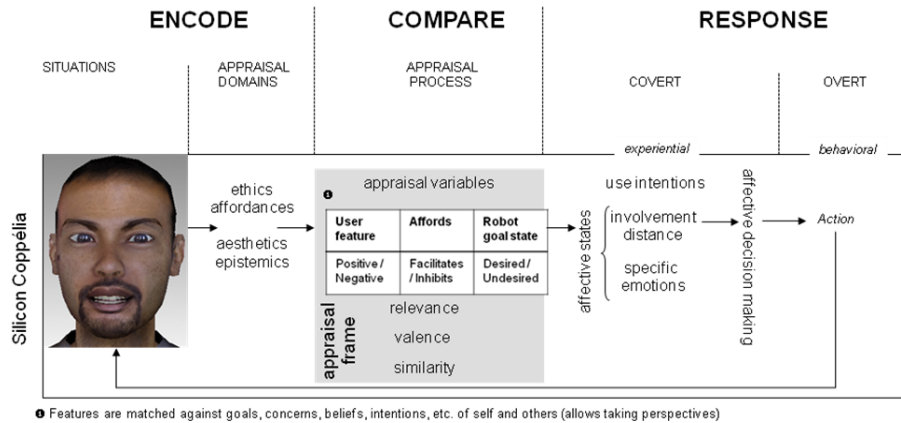 ENCODE
COMPARE
RESPONSE
SITUATIONS
APPRAISAL
DOMAINS
APPRAISAL
PROCESS
COVERT
OVERT
experiential
behavioral
Silicon Coppélia
ethics
affordances
aesthetics
epistemics
❶
appraisal variables
User feature
Affords
Robot goal state
Positive / Negative
Facilitates / Inhibits
Desired / Undesired
appraisal frame
relevance
valence
similarity
affective states
use intentions
involvement
distance
specific
emotions
affective decision making
Action
❶ Features are matched against goals, concerns, beliefs, intentions, etc. of self and others (allows taking perspectives)